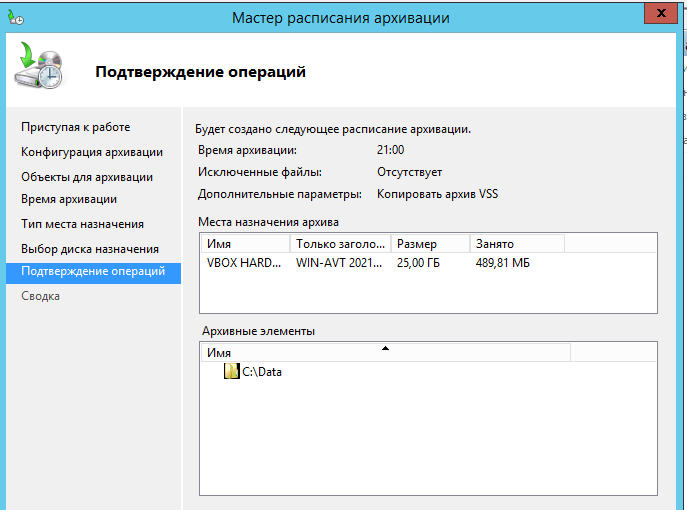 Мастер расписания архивации
x
Подтверждение операций
Приступая к работе
Конфигурация архивации
Объекты для архивации
Время архивации
Тип места назначения
Выбор диска назначения
Подтверждение операций
Сводка
Будет создано следующее расписание архивации.
Время архивации: 21:00
Исключенные файлы: Отсутствует
Дополнительные параметры: Копировать архив VSS
Места назначения архива
Имя Только заголо... Размер Занято
VBOX HARD... WIN-AVT 2021... 25,00 ГБ 489,81 МБ
Архивные элементы
Имя
C:\Data